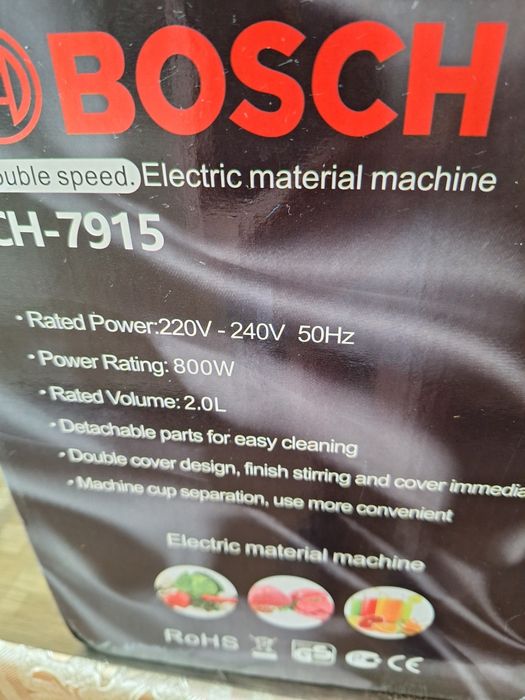 BOSCH
ouble speed. Electric material machine
CH-7915
· Rated Power:220V - 240V 50Hz
· Power Rating: 800W
· Rated Volume: 2.0L
· Detachable parts for easy cleaning
· Double cover design, finish stirring and cover immedia
· Machine cup separation, use more convenient
Electric material machine
RoHS GS CE